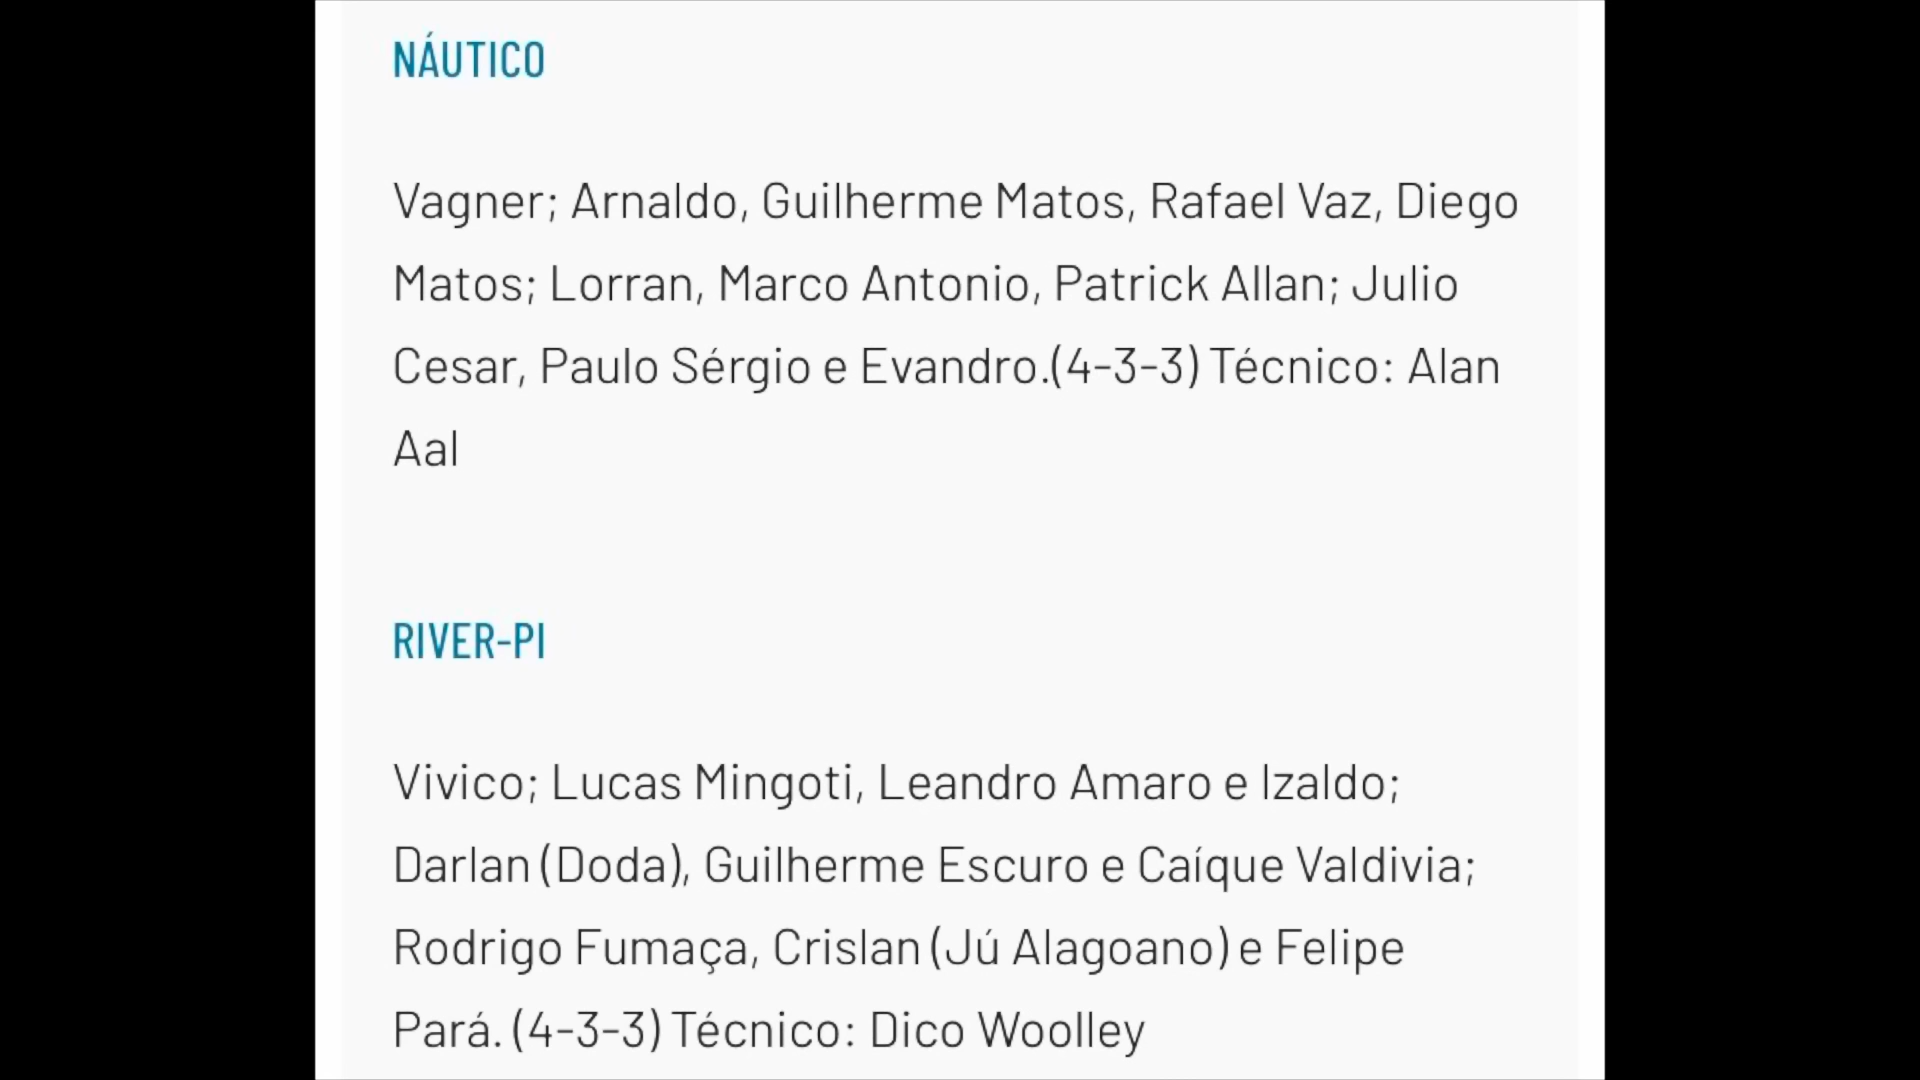 NÁUTICO
Vagner; Arnaldo, Guilherme Matos, Rafael Vaz, Diego
Matos; Lorran, Marco Antonio, Patrick Allan; Julio
Cesar, Paulo Sérgio e Evandro.(4-3-3) Técnico: Alan
Aal
RIVER-PI
Vivico; Lucas Mingoti, Leandro Amaro e Izaldo;
Darlan (Doda), Guilherme Escuro e Caíque Valdivia;
Rodrigo Fumaça, Crislan (Jú Alagoano) e Felipe
Pará. (4-3-3) Técnico: Dico Woolley